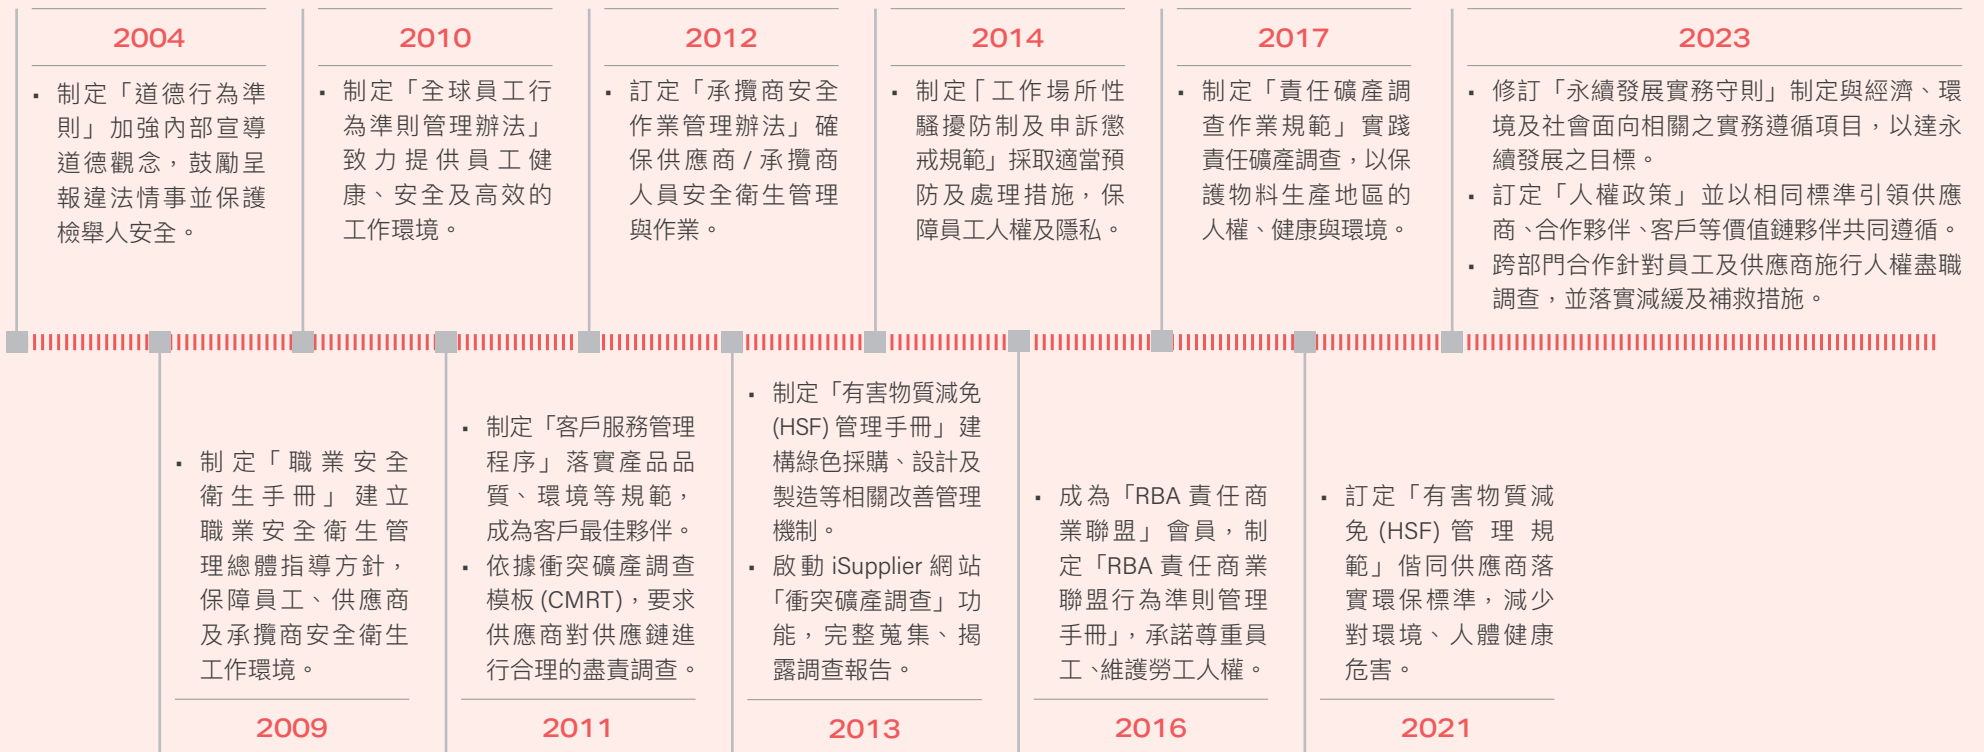 2004
▪ 制定「道德行為準
則」加強內部宣導
道德觀念，鼓勵呈
報違法情事並保護
檢舉人安全。
2010
▪ 制定「全球員工行
為準則管理辦法」
致力提供員工健
康、安全及高效的
工作環境。
2012
▪ 訂定「承攬商安全
作業管理辦法」確
保供應商 / 承攬商
人員安全衛生管理
與作業。
2014
▪ 制定「工作場所性
騷擾防制及申訴懲
戒規範」採取適當預
防及處理措施，保
障員工人權及隱私。
2017
▪ 制定「責任礦產調
查作業規範」實踐
責任礦產調查，以保
護物料生產地區的
人權、健康與環境。
2023
▪ 修訂「永續發展實務守則」制定與經濟、環
境及社會面向相關之實務遵循項目，以達永
續發展之目標。
▪ 訂定「人權政策」並以相同標準引領供應
商、合作夥伴、客戶等價值鏈夥伴共同遵循。
▪ 跨部門合作針對員工及供應商施行人權盡職
調查，並落實減緩及補救措施。
▪ 制定「職業安全
衛生手冊」建立
職業安全衛生管
理總體指導方針，
保障員工、供應商
及承攬商安全衛生
工作環境。
2009
▪ 制定「客戶服務管理
程序」落實產品品
質、環境等規範，
成為客戶最佳夥伴。
▪ 依據衝突礦產調查
模板 (CMRT)，要求
供應商對供應鏈進
行合理的盡責調查。
2011
▪ 制定「有害物質減免
(HSF) 管理手冊」建
構綠色採購、設計及
製造等相關改善管理
機制。
▪ 啟動 iSupplier 網站
「衝突礦產調查」功
能，完整蒐集、揭
露調查報告。
2013
▪ 成為「RBA 責任商
業聯盟」會員，制
定「RBA 責任商業
聯盟行為準則管理
手冊」，承諾尊重員
工、維護勞工人權。
2016
▪ 訂定「有害物質減
免 (HSF) 管理規
範」偕同供應商落
實環保標準，減少
對環境、人體健康
危害。
2021